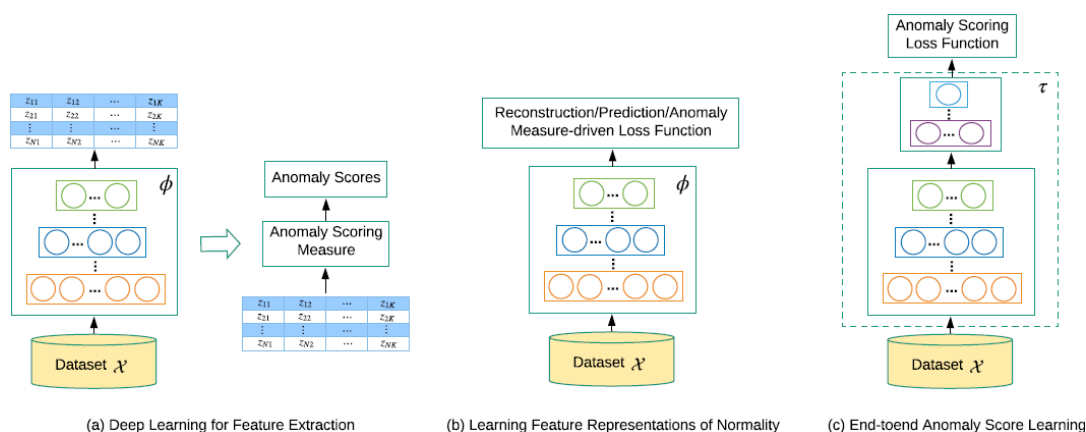 z₁₁ z₁₂ ... z₁K
z₂₁ z₂₂ ... z₂K
⋮ ⋮ ... ⋮
zN₁ zN₂ ... zNK
ϕ
... 
⋮
...
⋮
...
Dataset 𝒳
Anomaly Scores
Anomaly Scoring
Measure
z₁₁ z₁₂ ... z₁K
z₂₁ z₂₂ ... z₂K
⋮ ⋮ ... ⋮
zN₁ zN₂ ... zNK
(a) Deep Learning for Feature Extraction
Reconstruction/Prediction/Anomaly
Measure-driven Loss Function
ϕ
...
⋮
...
⋮
...
Dataset 𝒳
(b) Learning Feature Representations of Normality
Anomaly Scoring
Loss Function
τ
⋮
...
...
⋮
...
⋮
...
Dataset 𝒳
(c) End-toend Anomaly Score Learning